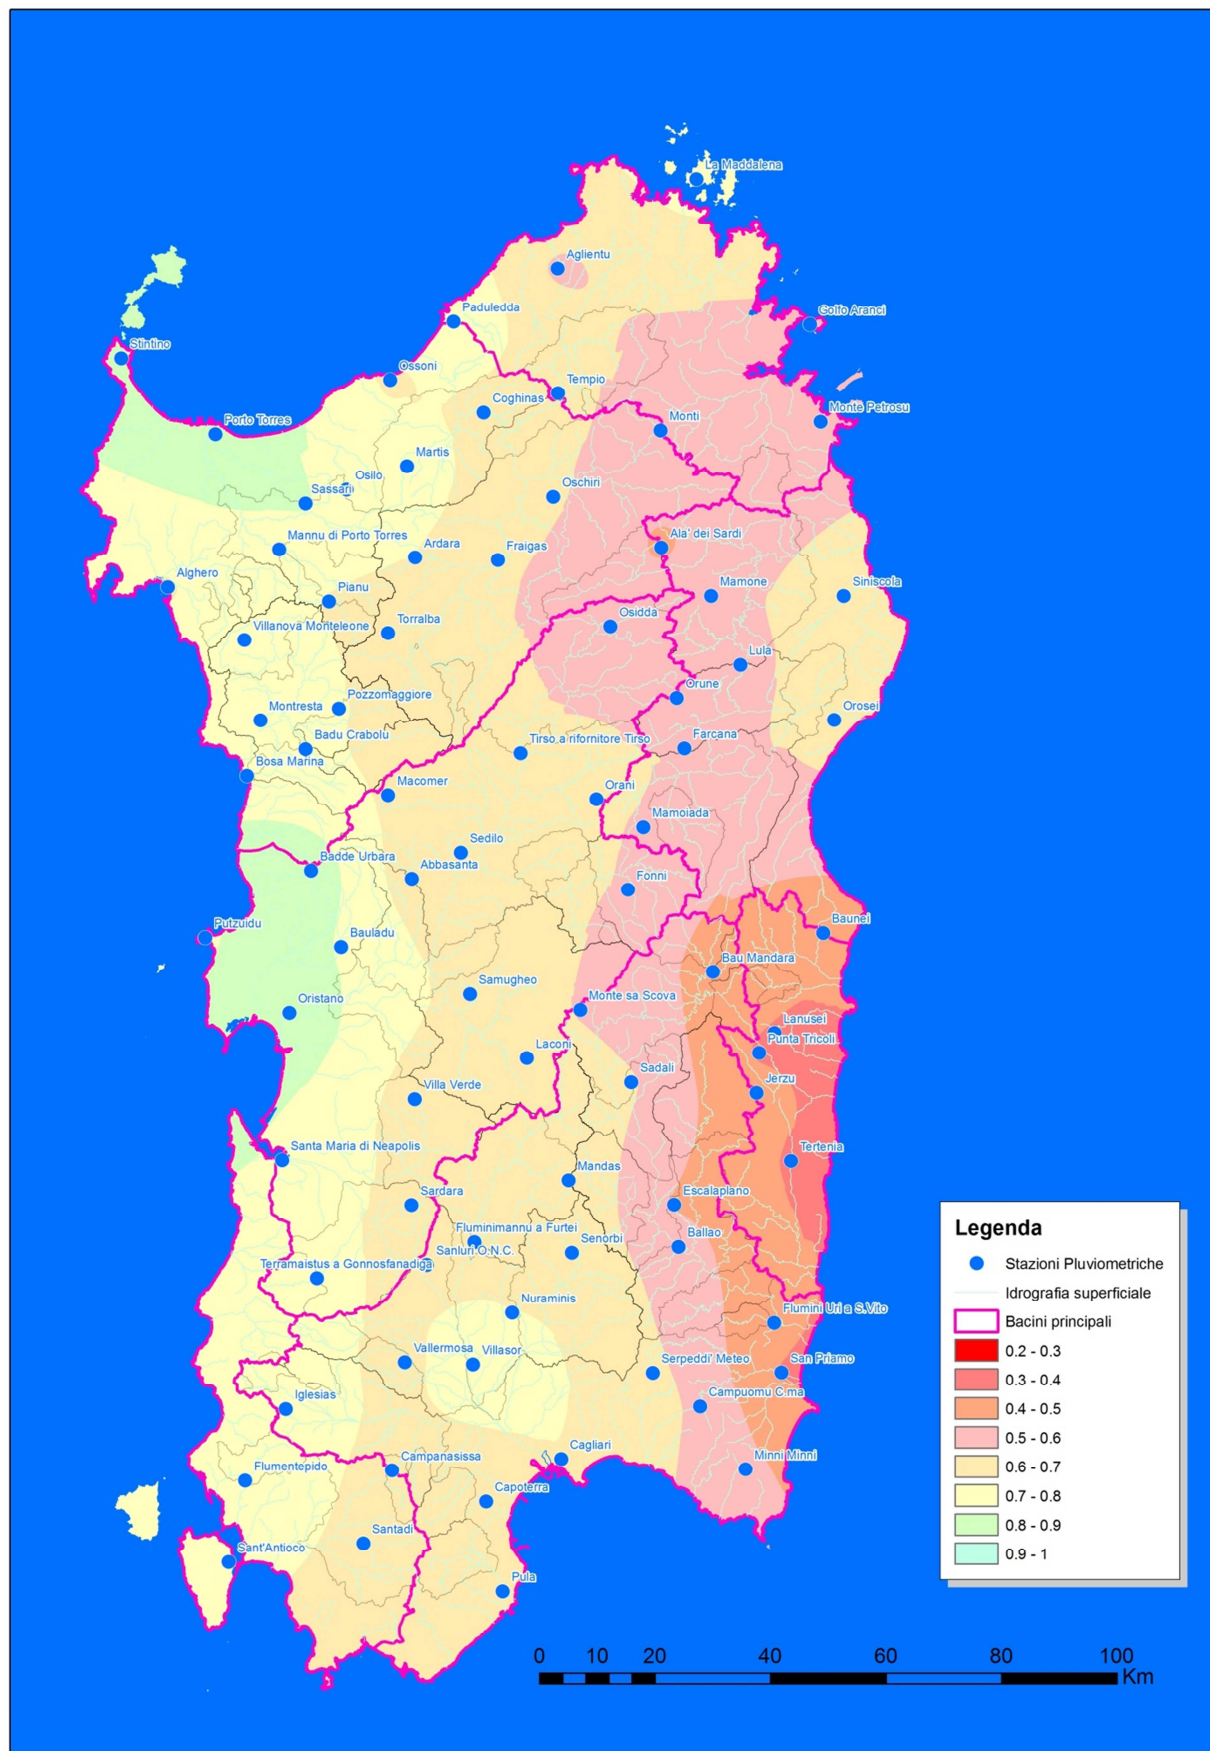 La Maddalena
Aglientu
Paduledda
Golfo Aranci
Stintino
Ossoni
Tempio
Coghinas
Monte Petrosu
Porto Torres
Monti
Martis
Osilo
Sassari
Oschiri
Mannu di Porto Torres
Ala' dei Sardi
Ardara
Fraigas
Alghero
Pianu
Mamone
Siniscola
Villanova Monteleone
Torralba
Osidda
Lula
Orune
Montresta
Pozzomaggiore
Orosei
Badu Crabolu
Tirso a rifornitore Tirso
Farcana
Bosa Marina
Macomer
Orani
Mamoiada
Sedilo
Badde Urbara
Abbasanta
Fonni
Putzuidu
Bauladu
Baunei
Bau Mandara
Samugheo
Monte sa Scova
Oristano
Lanusei
Punta Tricoli
Laconi
Sadali
Jerzu
Villa Verde
Santa Maria di Neapolis
Tertenia
Mandas
Sardara
Escalaplano
Fluminimannu a Furtei
Senorbi
Ballao
Sanluri O.N.C.
Terramaistus a Gonnosfanadiga
Nuraminis
Flumini Uri a S.Vito
Vallermosa
Villasor
Serpeddi' Meteo
San Priamo
Iglesias
Campuomu C.ma
Cagliari
Minni Minni
Flumentepido
Campanasissa
Capoterra
Santadi
Sant'Antioco
Pula
Legenda
Stazioni Pluviometriche
Idrografia superficiale
Bacini principali
0.2 - 0.3
0.3 - 0.4
0.4 - 0.5
0.5 - 0.6
0.6 - 0.7
0.7 - 0.8
0.8 - 0.9
0.9 - 1
0 10 20 40 60 80 100
Km